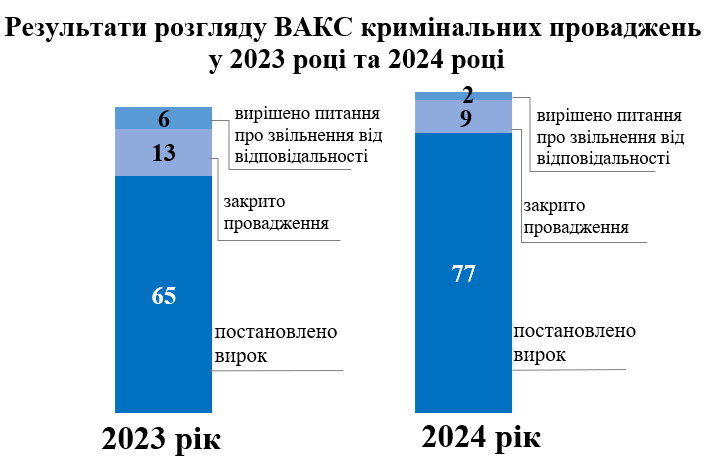 Результати розгляду ВАКС кримінальних проваджень
у 2023 році та 2024 році
6
вирішено питання
про звільнення від
відповідальності
13
закрито
провадження
65
постановлено
вирок
2023 рік
2
вирішено питання
про звільнення від
відповідальності
9
закрито
провадження
77
постановлено
вирок
2024 рік